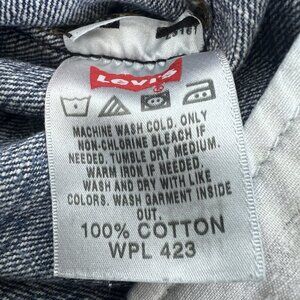 Levi's
MACHINE WASH COLD. ONLY
NON-CHLORINE BLEACH IF
NEEDED. TUMBLE DRY MEDIUM.
WARM IRON IF NEEDED.
WASH AND DRY WITH LIKE
COLORS. WASH GARMENT INSIDE
OUT.
100% COTTON
WPL 423